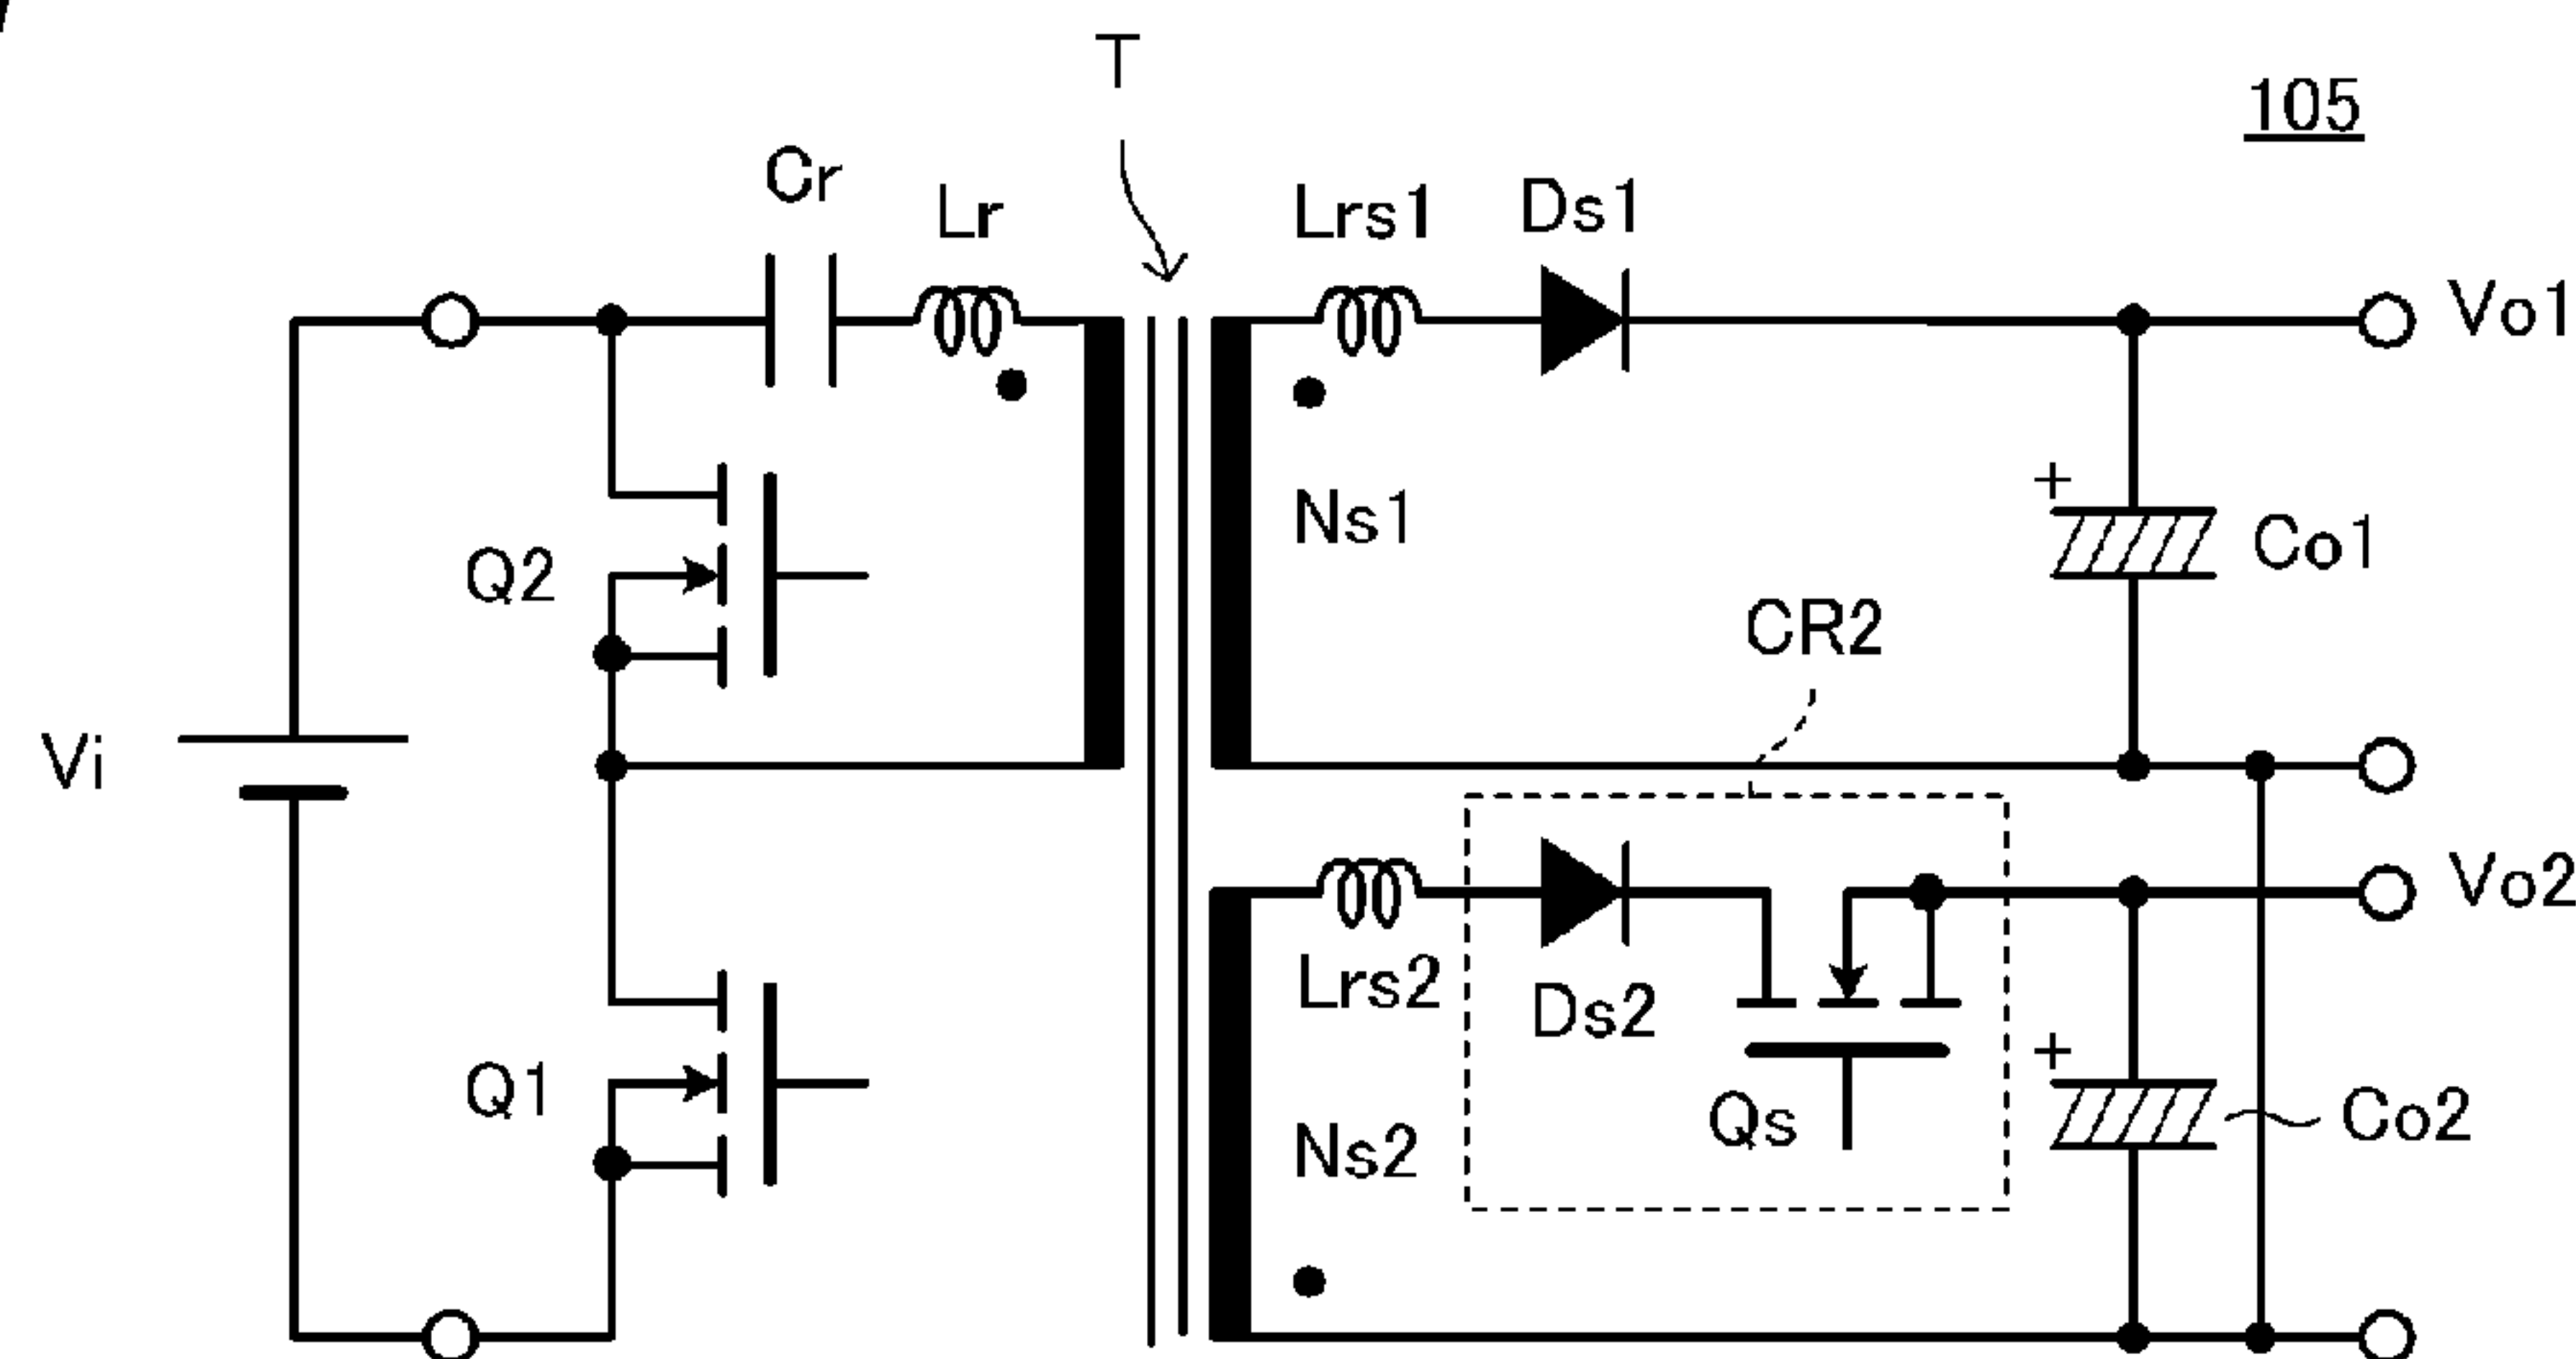 T
105
Cr
Lr
Lrs1
Ds1
Vo1
+
Ns1
Co1
Q2
CR2
Vi
Vo2
Lrs2
Ds2
+
Q1
Qs
Co2
Ns2